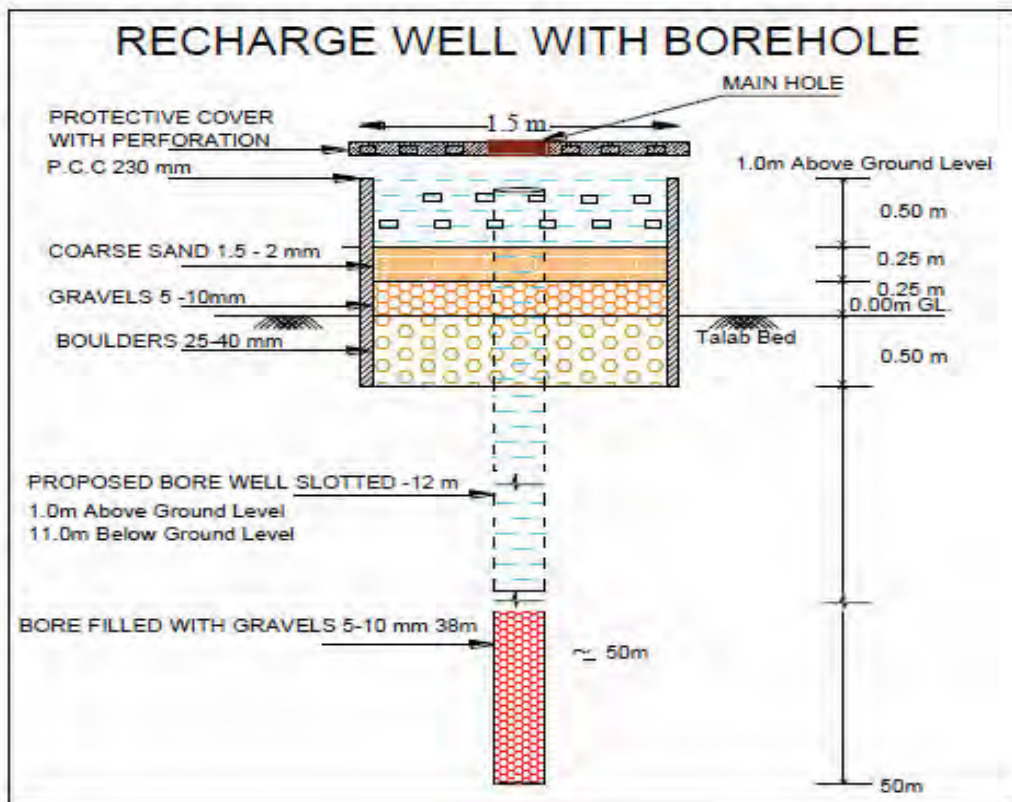 RECHARGE WELL WITH BOREHOLE
MAIN HOLE
PROTECTIVE COVER
WITH PERFORATION
1.5 m
P.C.C 230 mm
1.0m Above Ground Level
0.50 m
COARSE SAND 1.5 - 2 mm
0.25 m
GRAVELS 5 -10mm
0.25 m
0.00m GL
BOULDERS 25-40 mm
Talab Bed
0.50 m
PROPOSED BORE WELL SLOTTED -12 m
1.0m Above Ground Level
11.0m Below Ground Level
BORE FILLED WITH GRAVELS 5-10 mm 38m
~ 50m
50m